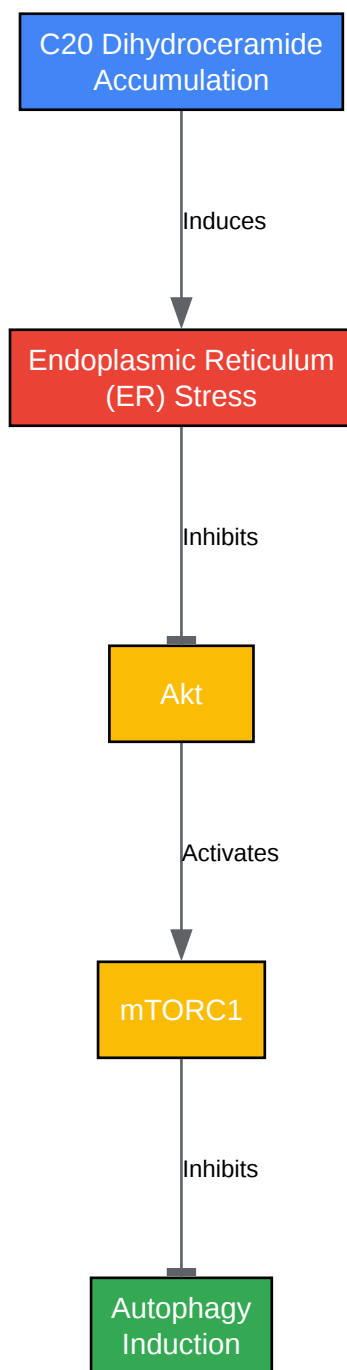 C20 Dihydroceramide
Accumulation
Induces
Endoplasmic Reticulum
(ER) Stress
Inhibits
Akt
Activates
mTORC1
Inhibits
Autophagy
Induction